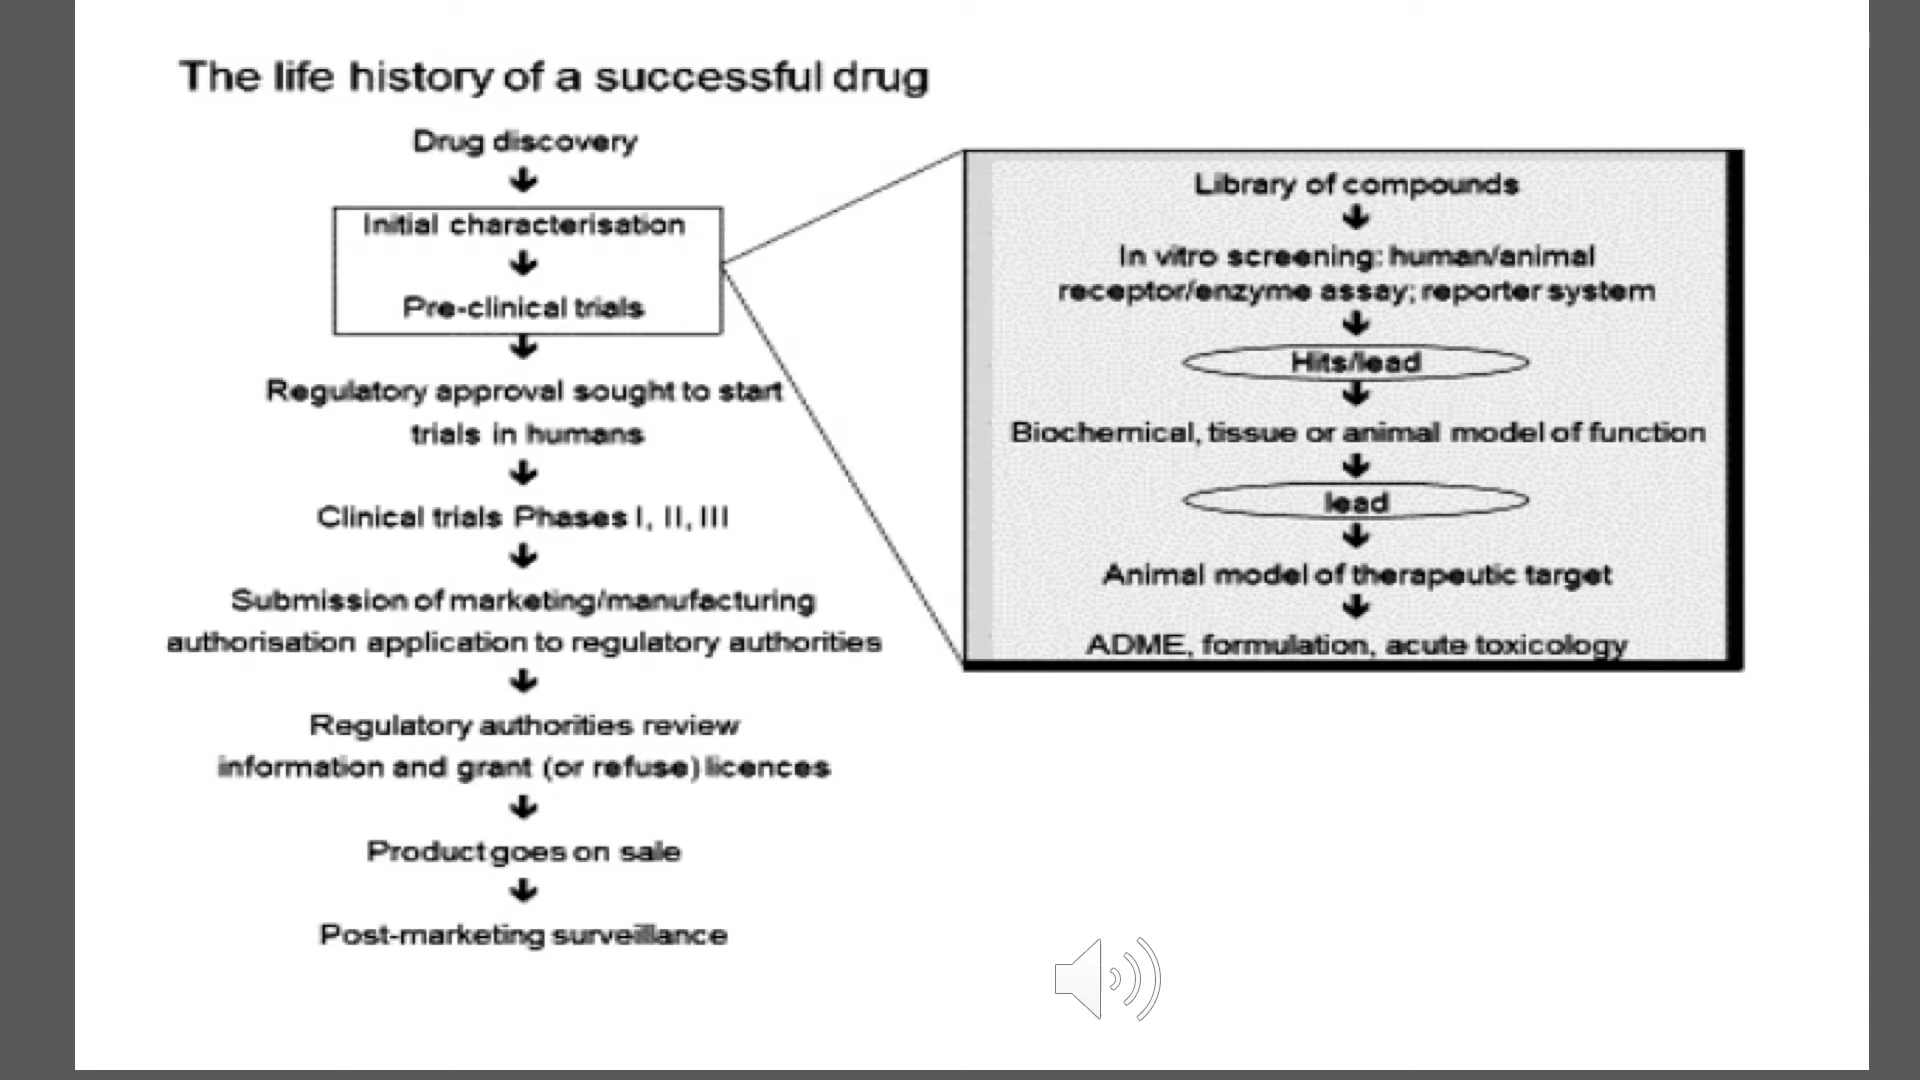 The life history of a successful drug
Drug discovery
Initial characterisation
Pre-clinical trials
Regulatory approval sought to start
trials in humans
Clinical trials Phases I, II, III
Submission of marketing/manufacturing
authorisation application to regulatory authorities
Regulatory authorities review
information and grant (or refuse) licences
Product goes on sale
Post-marketing surveillance
Library of compounds
In vitro screening: human/animal
receptor/enzyme assay; reporter system
Hits/lead
Biochemical, tissue or animal model of function
lead
Animal model of therapeutic target
ADME, formulation, acute toxicology